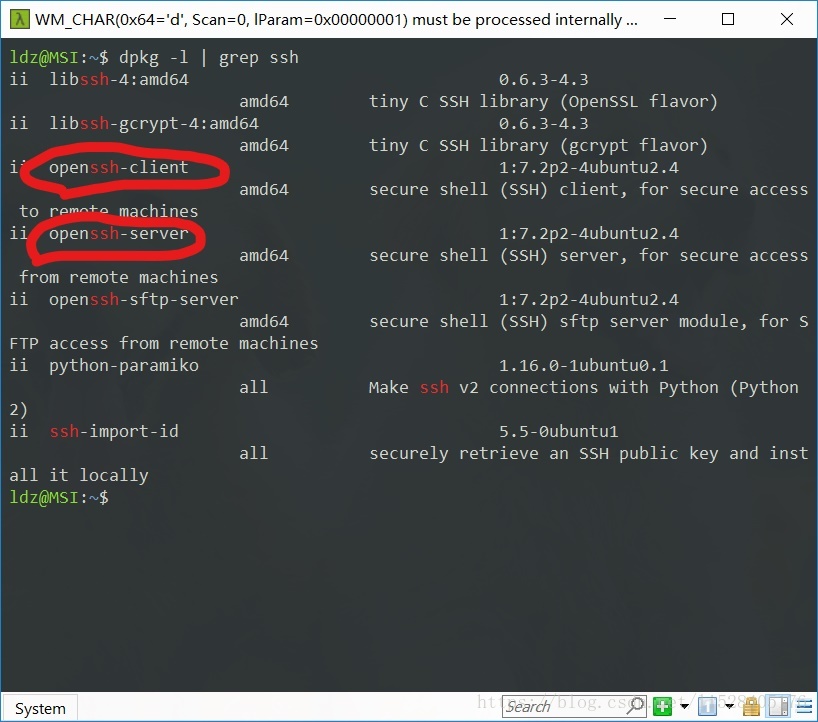 WM_CHAR(0x64='d', Scan=0, lParam=0x00000001) must be processed internally ...
ldz@MSI:~$ dpkg -l | grep ssh
ii libssh-4:amd64 0.6.3-4.3
amd64 tiny C SSH library (OpenSSL flavor)
ii libssh-gcrypt-4:amd64 0.6.3-4.3
amd64 tiny C SSH library (gcrypt flavor)
ii openssh-client 1:7.2p2-4ubuntu2.4
amd64 secure shell (SSH) client, for secure access
to remote machines
ii openssh-server 1:7.2p2-4ubuntu2.4
amd64 secure shell (SSH) server, for secure access
from remote machines
ii openssh-sftp-server 1:7.2p2-4ubuntu2.4
amd64 secure shell (SSH) sftp server module, for S
FTP access from remote machines
ii python-paramiko 1.16.0-1ubuntu0.1
all Make ssh v2 connections with Python (Python
2)
ii ssh-import-id 5.5-0ubuntu1
all securely retrieve an SSH public key and inst
all it locally
ldz@MSI:~$
System
Search